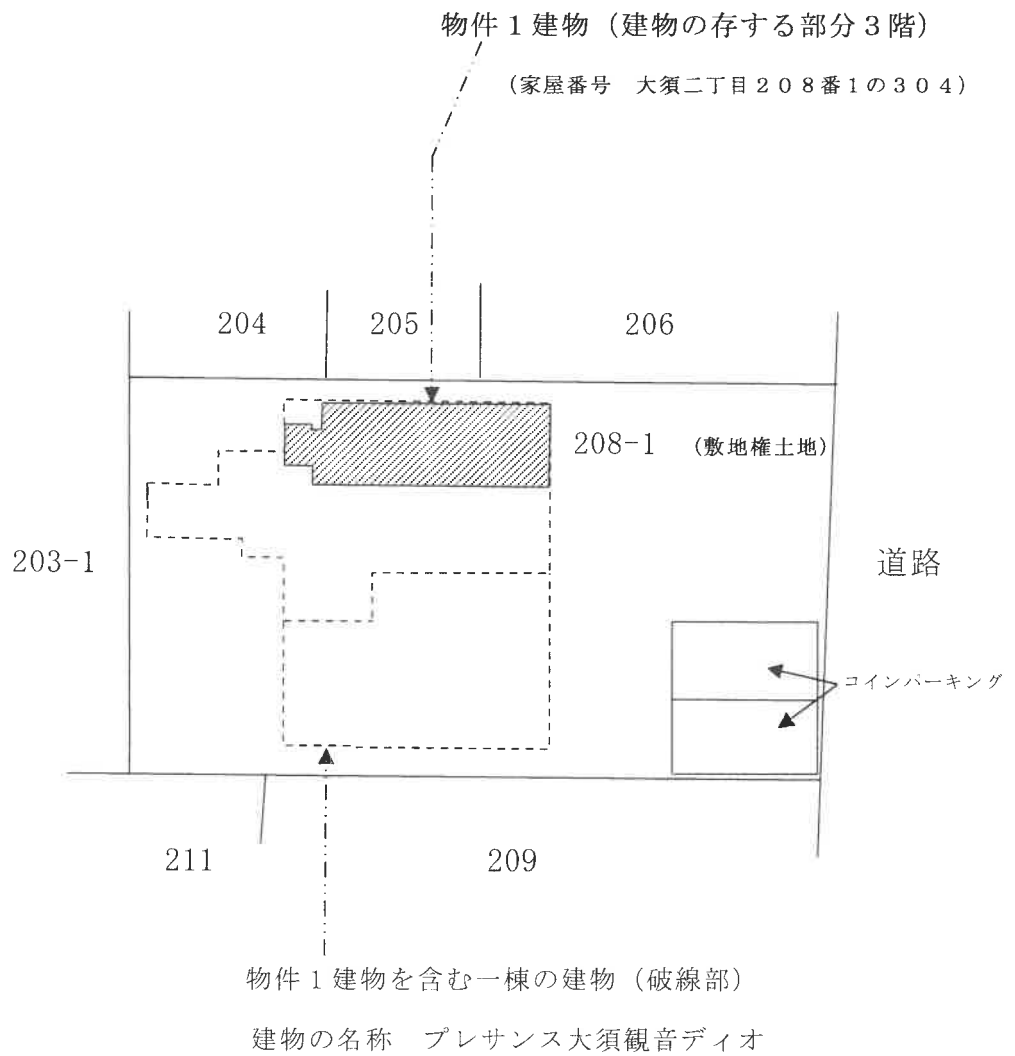 物件１建物（建物の存する部分３階）
（家屋番号　大須二丁目２０８番１の３０４）
204
205
206
208-1　(敷地権土地)
203-1
道路
コインパーキング
211
209
物件１建物を含む一棟の建物（破線部）
建物の名称　プレサンス大須観音ディオ